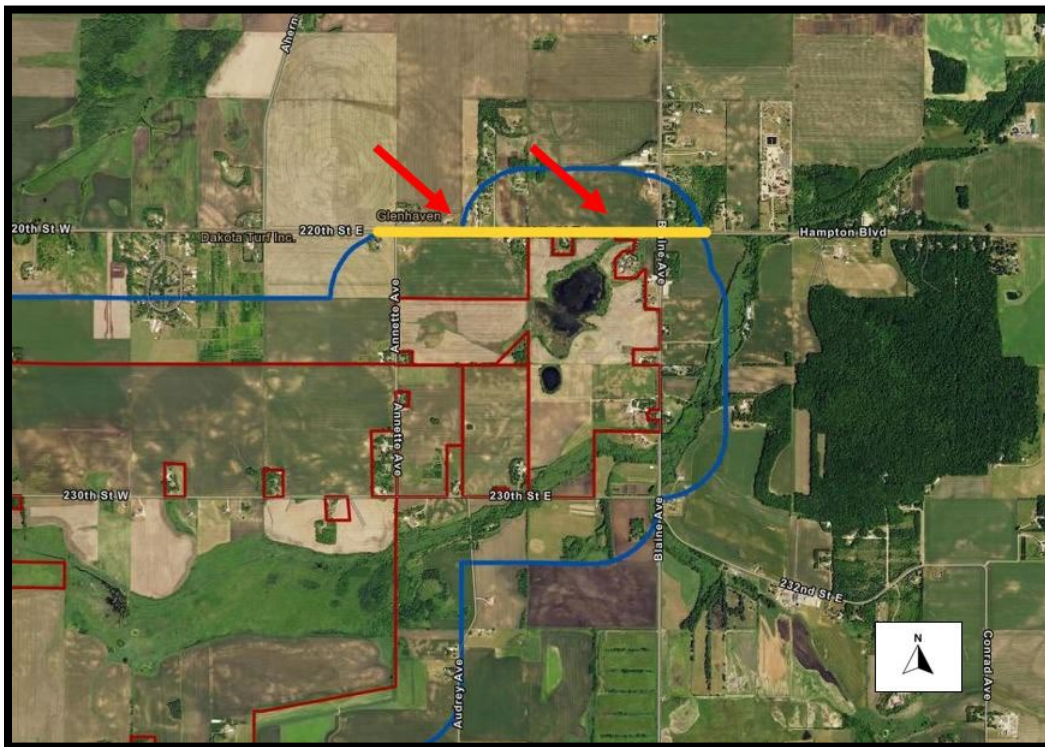 Ahern
Glenhaven
20th St W
220th St E
Dakota Turf Inc.
Blaine Ave
Hampton Blvd
Annette Ave
Annette Ave
230th St W
230th St E
Blaine Ave
232nd St E
N
Audrey Ave
Conrad Ave